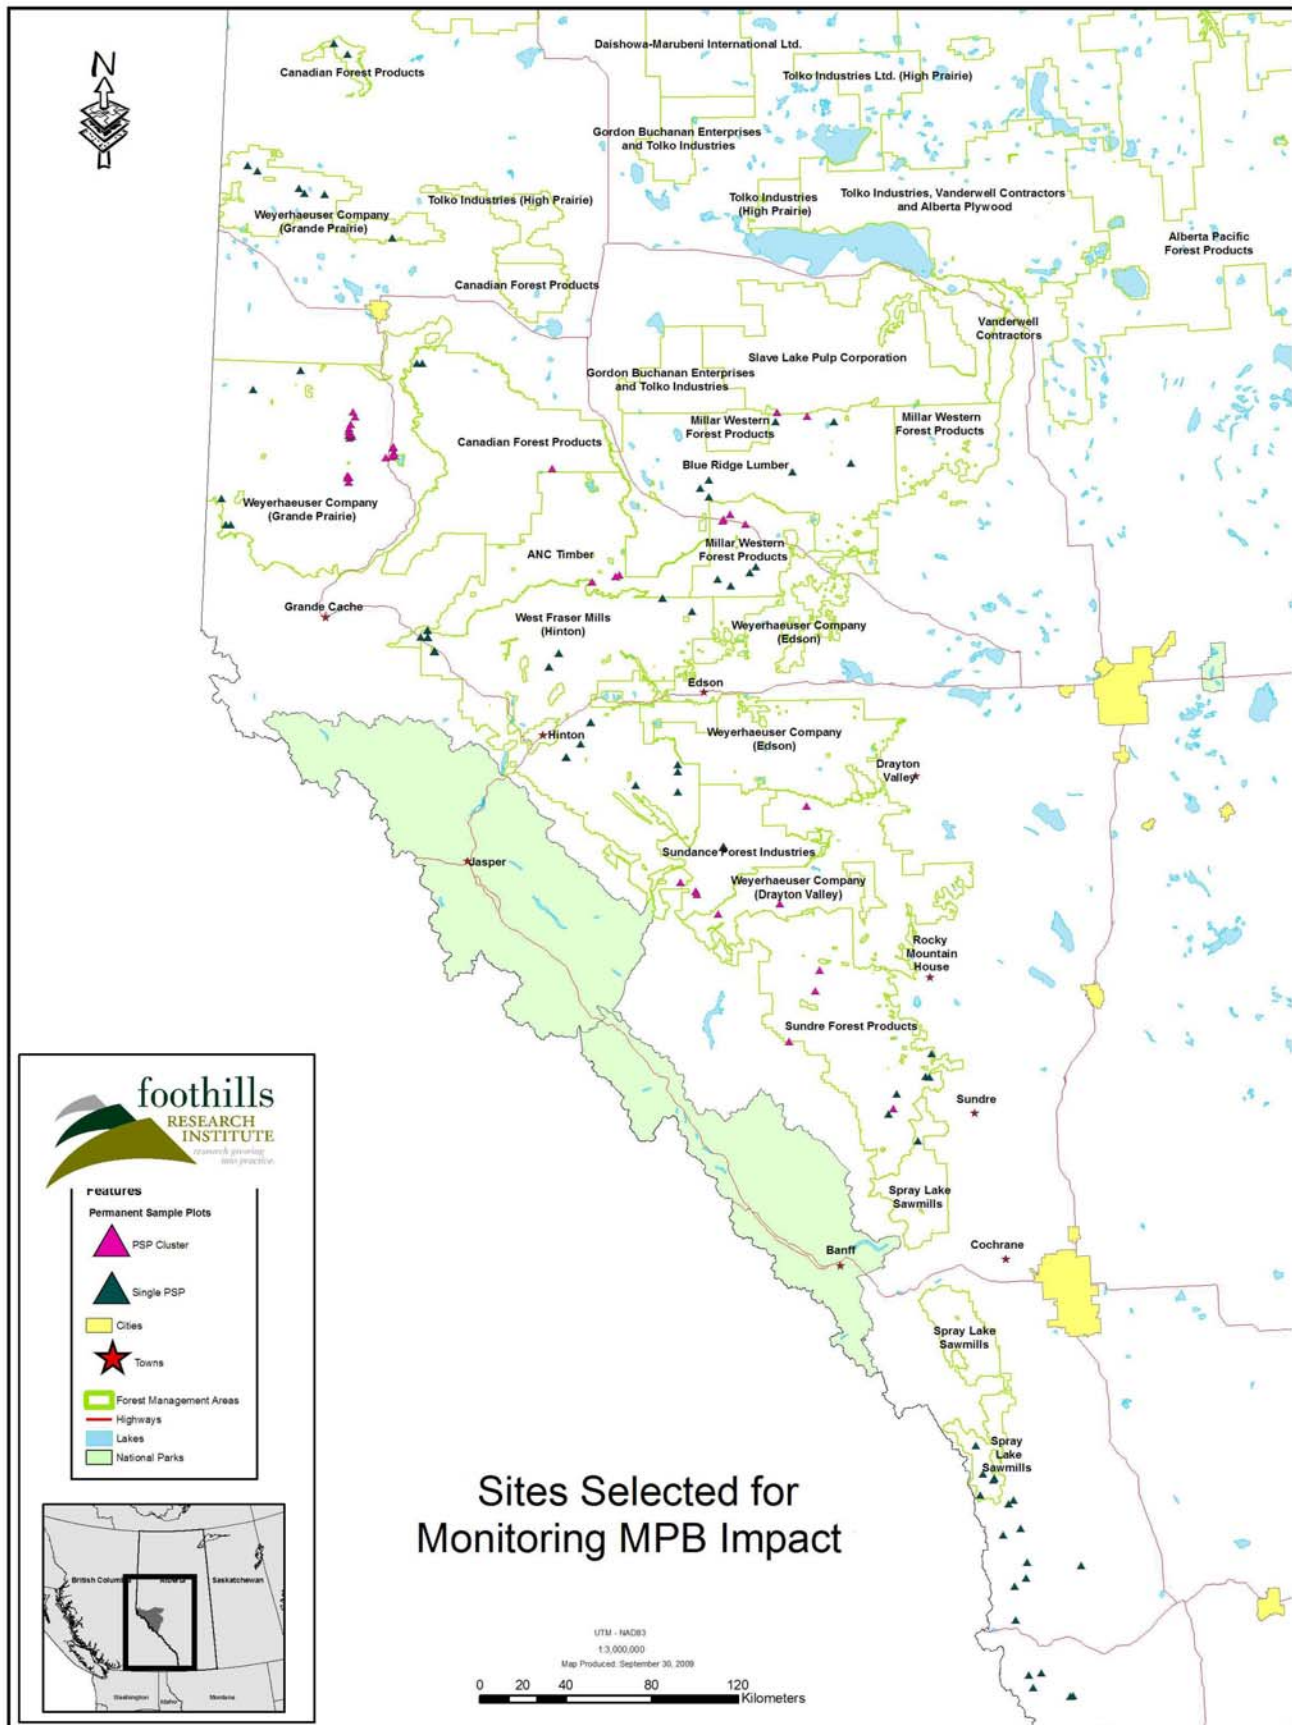 N
Daishowa-Marubeni International Ltd.
Canadian Forest Products
Tolko Industries Ltd. (High Prairie)
Gordon Buchanan Enterprises
and Tolko Industries
Tolko Industries (High Prairie)
Tolko Industries
(High Prairie)
Tolko Industries, Vanderwell Contractors
and Alberta Plywood
Weyerhaeuser Company
(Grande Prairie)
Alberta Pacific
Forest Products
Canadian Forest Products
Vanderwell
Contractors
Slave Lake Pulp Corporation
Gordon Buchanan Enterprises
and Tolko Industries
Millar Western
Forest Products
Millar Western
Forest Products
Canadian Forest Products
Blue Ridge Lumber
Weyerhaeuser Company
(Grande Prairie)
ANC Timber
Millar Western
Forest Products
Grande Cache
West Fraser Mills
(Hinton)
Weyerhaeuser Company
(Edson)
Edson
Hinton
Weyerhaeuser Company
(Edson)
Drayton
Valley
Sundance Forest Industries
Jasper
Weyerhaeuser Company
(Drayton Valley)
Rocky
Mountain
House
Sundre Forest Products
Sundre
Spray Lake
Sawmills
Banff
Cochrane
Spray Lake
Sawmills
Spray
Lake
Sawmills
foothills
RESEARCH
INSTITUTE
research growing
into practice
Features
Permanent Sample Plots
PSP Cluster
Single PSP
Cities
Towns
Forest Management Areas
Highways
Lakes
National Parks
British Columbia
Alberta
Saskatchewan
Washington
Idaho
Montana
Sites Selected for
Monitoring MPB Impact
UTM - NAD83
1:3,000,000
Map Produced: September 30, 2009
0 20 40 80 120
Kilometers